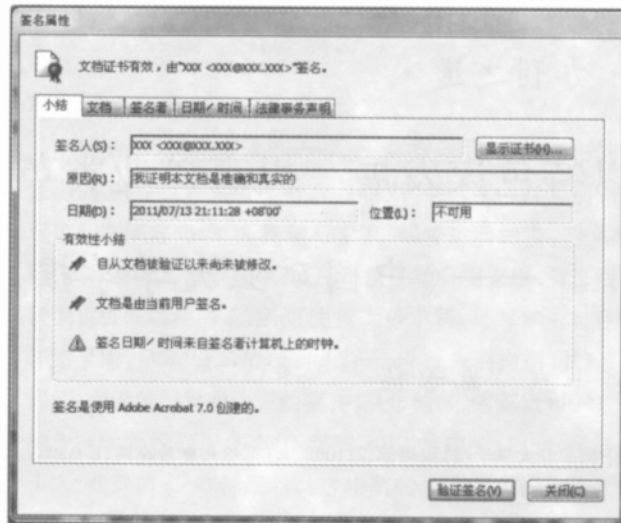 签名属性
文档证书有效，由"XXX <XXX@XXX.XXX>"签名。
小结 文档 签名者 日期／时间 法律事务声明
签名人(S)： XXX <XXX@XXX.XXX> 显示证书(H)...
原因(R)： 我证明本文档是准确和真实的
日期(D)： 2011/07/13 21:11:28 +08'00' 位置(L)： 不可用
有效性小结
自从文档被验证以来尚未被修改。
文档是由当前用户签名。
签名日期／时间来自签名者计算机上的时钟。
签名是使用 Adobe Acrobat 7.0 创建的。
验证签名(V) 关闭(C)